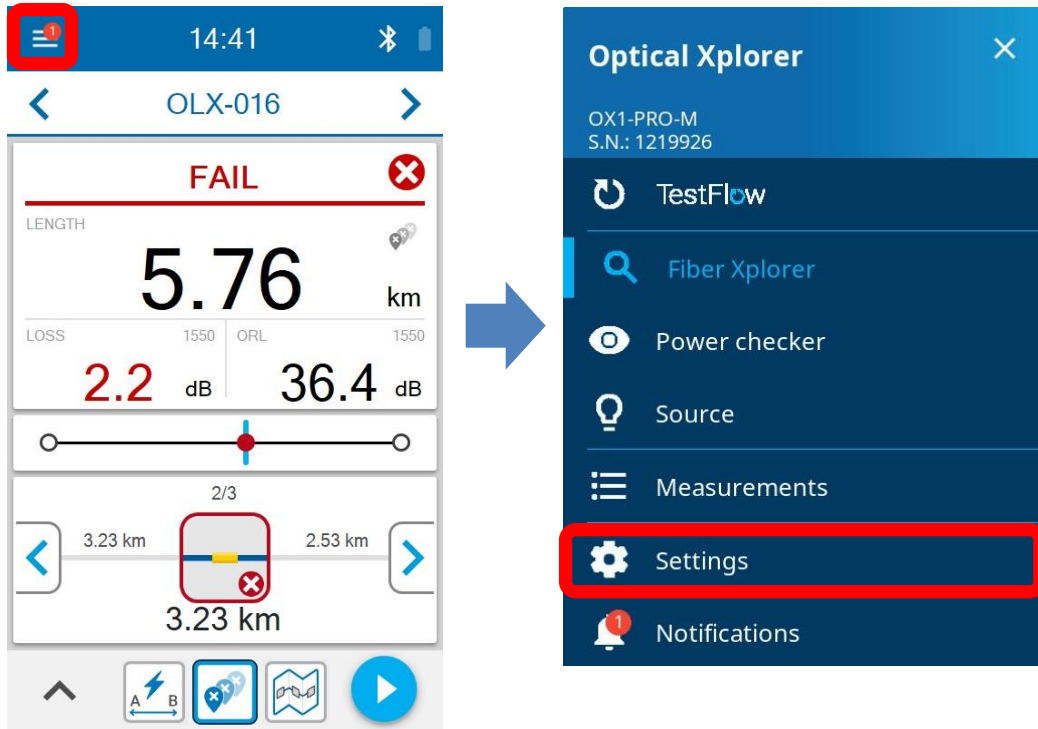 1
14:41
OLX-016
FAIL
LENGTH
5.76 km
LOSS 1550 ORL 1550
2.2 dB 36.4 dB
2/3
3.23 km 2.53 km
3.23 km
A B
Optical Xplorer
OX1-PRO-M
S.N.: 1219926
TestFlow
Fiber Xplorer
Power checker
Source
Measurements
Settings
1
Notifications